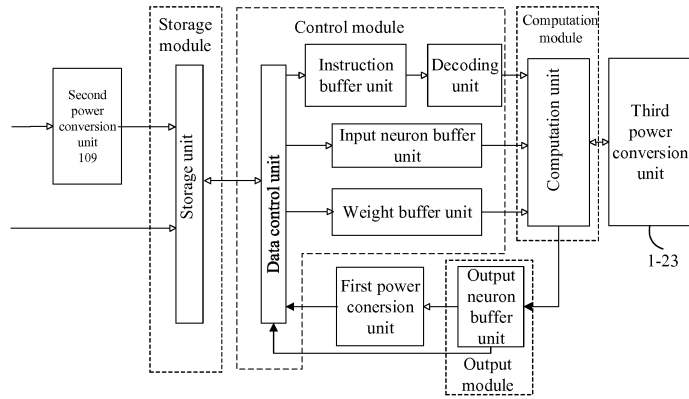 Storage
module
Control module
Computation
module
Second
power
conversion
unit
109
Storage unit
Data control unit
Instruction
buffer unit
Decoding
unit
Input neuron buffer
unit
Weight buffer unit
Computation unit
Third
power
conversion
unit
1-23
First power
conersion
unit
Output
neuron
buffer
unit
Output
module